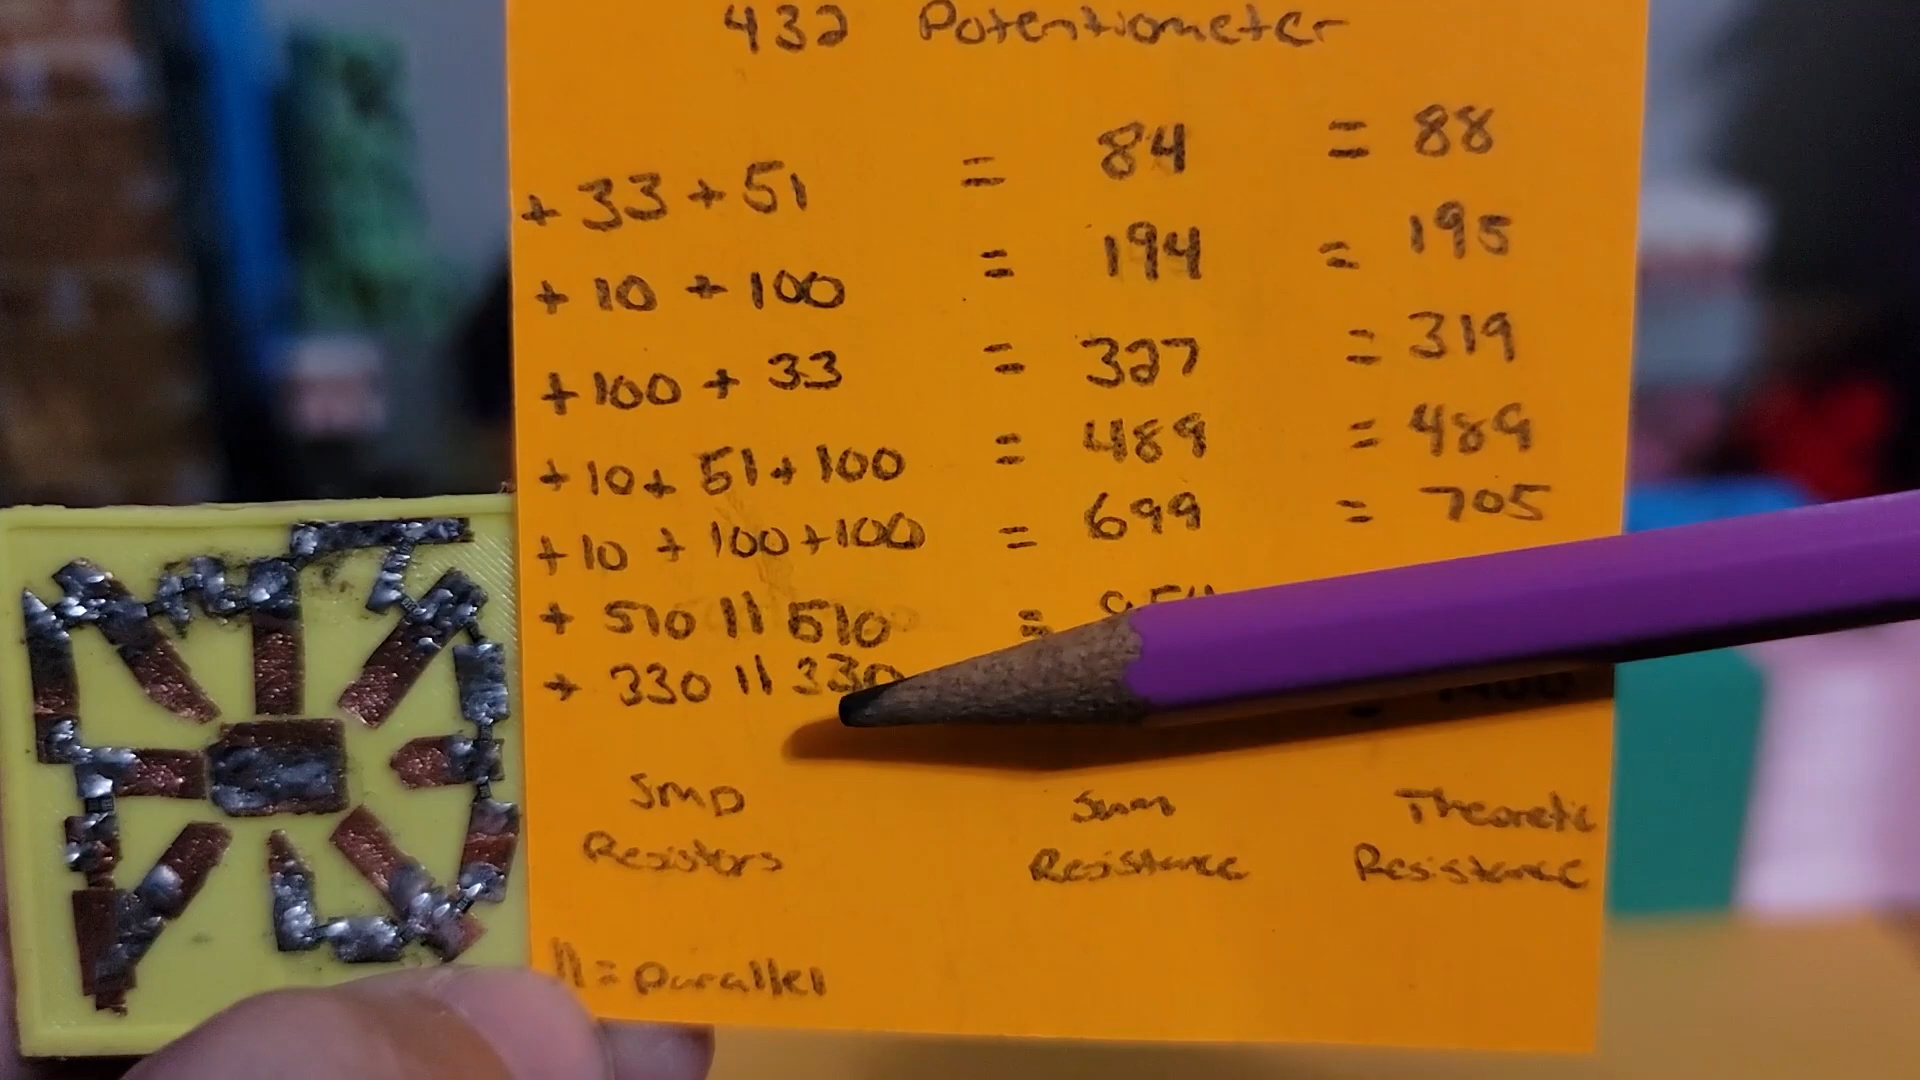 432 Potentiometer
+ 33 + 51 = 84 = 88
+ 10 + 100 = 194 = 195
+ 100 + 33 = 327 = 319
+ 10 + 51 + 100 = 489 = 489
+ 10 + 100 + 100 = 699 = 705
+ 510 || 510 =
+ 330 || 330
SMD Sum Theoretic
Resistors Resistance Resistance
|| = Parallel